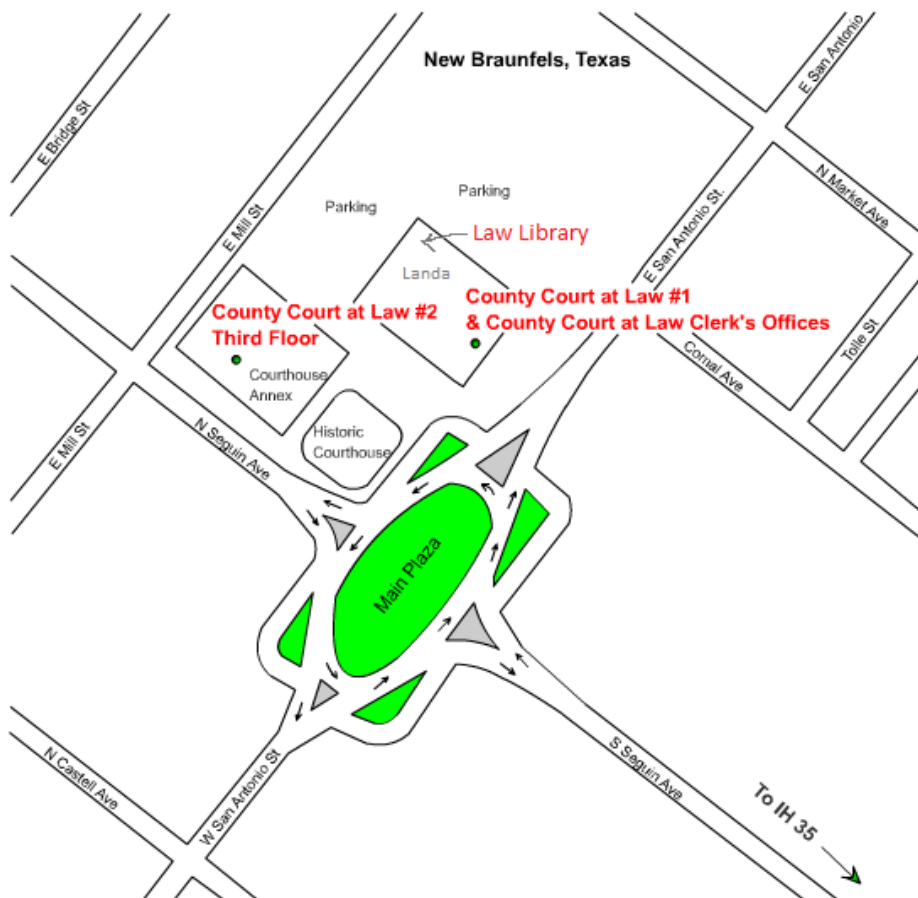 New Braunfels, Texas
E San Antonio
E Bridge St
N Market Ave
Parking
Parking
E Mill St
Law Library
E San Antonio St.
Landa
County Court at Law #1
& County Court at Law Clerk's Offices
County Court at Law #2
Third Floor
Tolle St
Comal Ave
Courthouse
Annex
E Mill St
N Seguin Ave
Historic
Courthouse
Main Plaza
N Castell Ave
W San Antonio St
S Seguin Ave
To IH 35